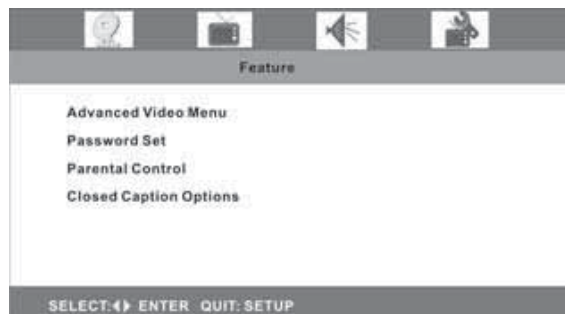 Feature
Advanced Video Menu
Password Set
Parental Control
Closed Caption Options
SELECT:◀▶ ENTER QUIT: SETUP